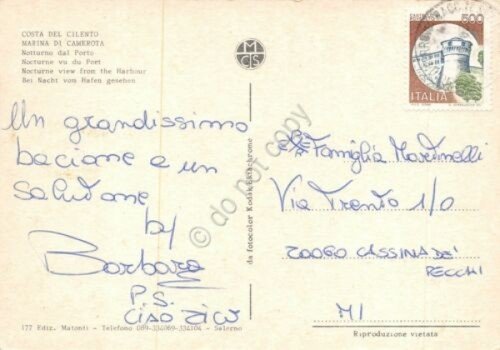 COSTA DEL CILENTO
MARINA DI CAMEROTA
Notturno dal Porto
Nocturne vu du Port
Nocturne view from the Harbour
Bei Nacht vom Hafen gesehen
MCS
500
ITALIA
Un grandissimo
bacione e un
salutone
by
Barbara
P.S.
CIAO ZICU
Famiglia Martinelli
Via Trento 1/0
20060 CASSINA DE'
PECCHI
MI
da fotocolor Kodak Ektachrome
© do not copy
177 Ediz. Matonti - Telefono 089-334069-334104 - Salerno
Riproduzione vietata